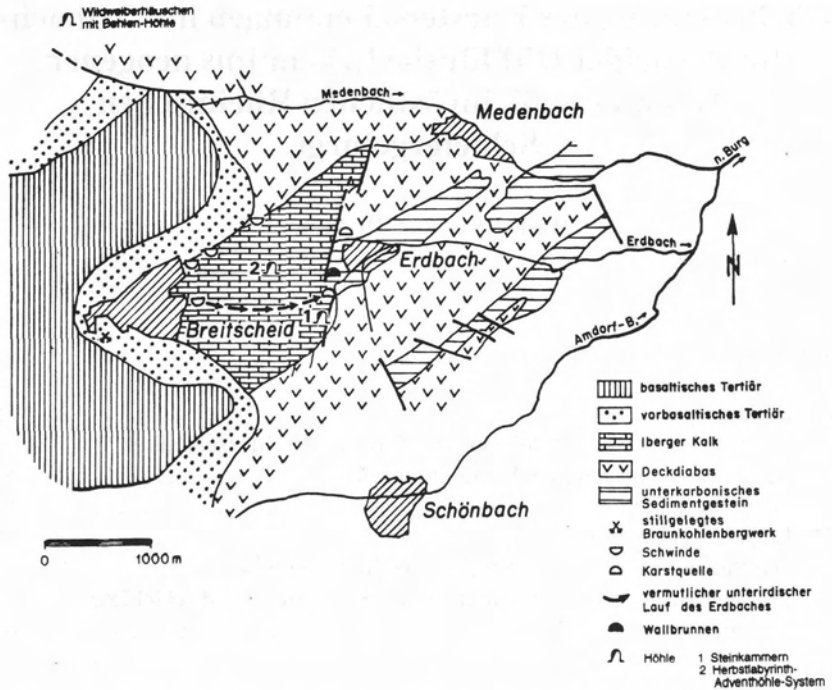 Wildweiberhäuschen
mit Behlen-Höhle
Medenbach
Medenbach
n. Burg
Erdbach
Erdbach
N
2
1
Breitscheid
Amdorf-B.
Schönbach
0 1000 m
basaltisches Tertiär
vorbasaltisches Tertiär
Iberger Kalk
Deckdiabas
unterkarbonisches
Sedimentgestein
stillgelegtes
Braunkohlenbergwerk
Schwinde
Karstquelle
vermutlicher unterirdischer
Lauf des Erdbaches
Wallbrunnen
Höhle 1 Steinkammern
2 Herbstlabyrinth-
Adventhöhle-System